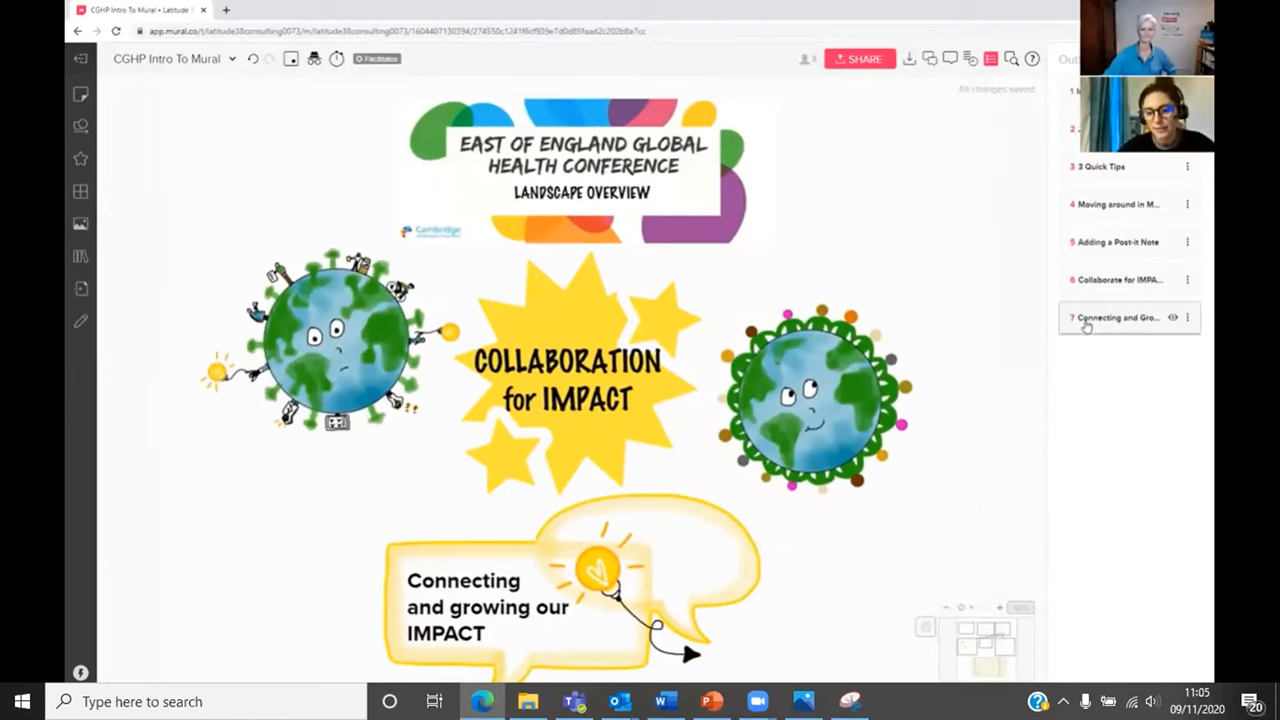 CGHP Intro To Mural • Latitude 3
app.mural.co/t/latitude38consulting0073/m/latitude38consulting0073/1604407130394/
CGHP Intro To Mural
Facilitator
SHARE
All changes saved
EAST OF ENGLAND GLOBAL
HEALTH CONFERENCE
LANDSCAPE OVERVIEW
Cambridge
3 3 Quick Tips
4 Moving around in M...
5 Adding a Post-it Note
6 Collaborate for IMPA...
7 Connecting and Gro...
COLLABORATION
for IMPACT
Connecting
and growing our
IMPACT
Type here to search
11:05
09/11/2020
20